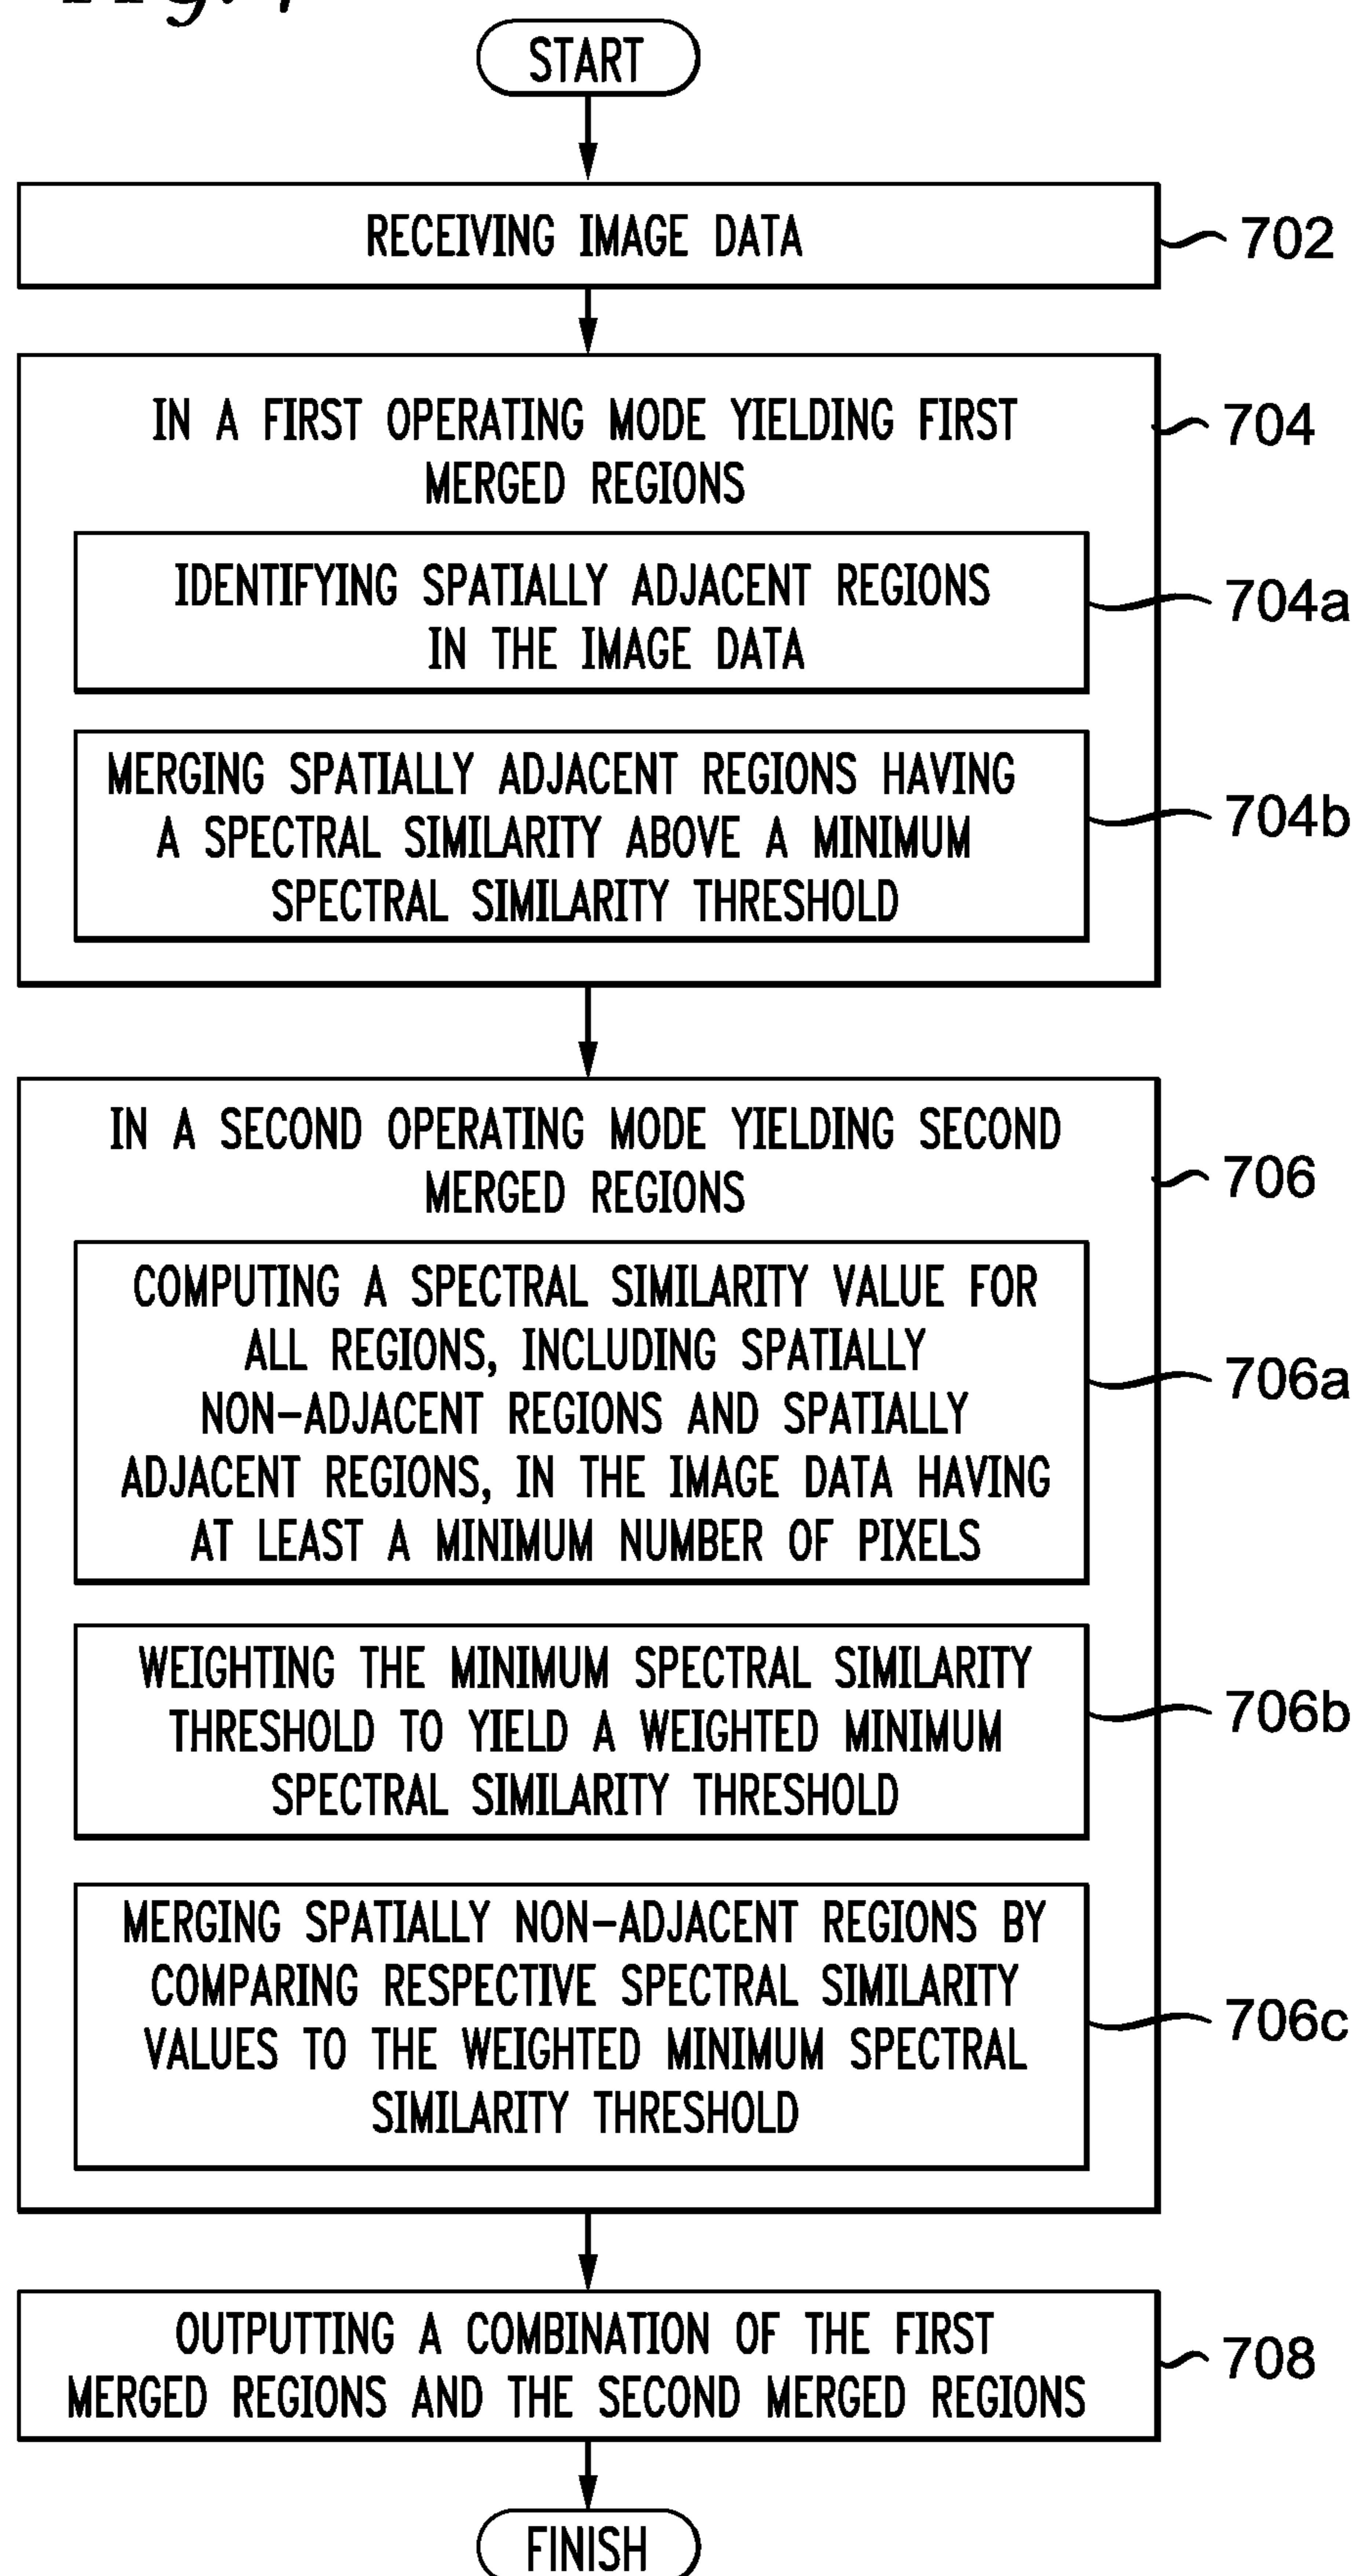 START
RECEIVING IMAGE DATA
702
IN A FIRST OPERATING MODE YIELDING FIRST
MERGED REGIONS
704
IDENTIFYING SPATIALLY ADJACENT REGIONS
IN THE IMAGE DATA
704a
MERGING SPATIALLY ADJACENT REGIONS HAVING
A SPECTRAL SIMILARITY ABOVE A MINIMUM
SPECTRAL SIMILARITY THRESHOLD
704b
IN A SECOND OPERATING MODE YIELDING SECOND
MERGED REGIONS
706
COMPUTING A SPECTRAL SIMILARITY VALUE FOR
ALL REGIONS, INCLUDING SPATIALLY
NON-ADJACENT REGIONS AND SPATIALLY
ADJACENT REGIONS, IN THE IMAGE DATA HAVING
AT LEAST A MINIMUM NUMBER OF PIXELS
706a
WEIGHTING THE MINIMUM SPECTRAL SIMILARITY
THRESHOLD TO YIELD A WEIGHTED MINIMUM
SPECTRAL SIMILARITY THRESHOLD
706b
MERGING SPATIALLY NON-ADJACENT REGIONS BY
COMPARING RESPECTIVE SPECTRAL SIMILARITY
VALUES TO THE WEIGHTED MINIMUM SPECTRAL
SIMILARITY THRESHOLD
706c
OUTPUTTING A COMBINATION OF THE FIRST
MERGED REGIONS AND THE SECOND MERGED REGIONS
708
FINISH